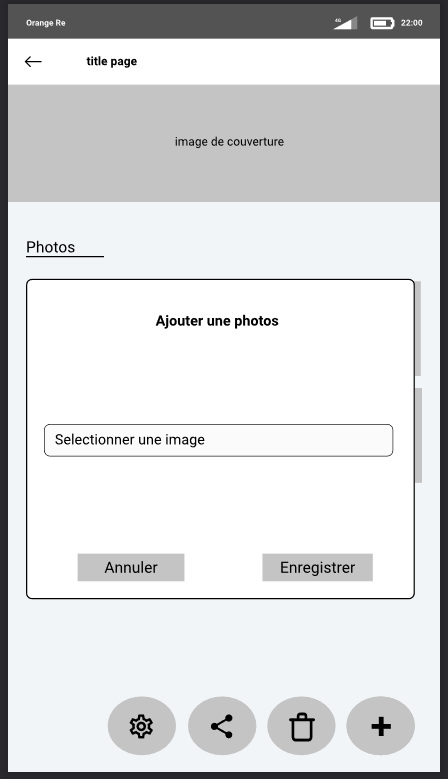 Orange Re
4G
22:00
title page
image de couverture
Photos
Ajouter une photos
Selectionner une image
Annuler
Enregistrer